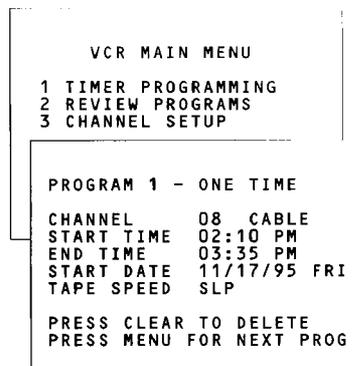 VCR MAIN MENU
1 TIMER PROGRAMMING
2 REVIEW PROGRAMS
3 CHANNEL SETUP
PROGRAM 1 - ONE TIME
CHANNEL 08 CABLE
START TIME 02:10 PM
END TIME 03:35 PM
START DATE 11/17/95 FRI
TAPE SPEED SLP
PRESS CLEAR TO DELETE
PRESS MENU FOR NEXT PROG